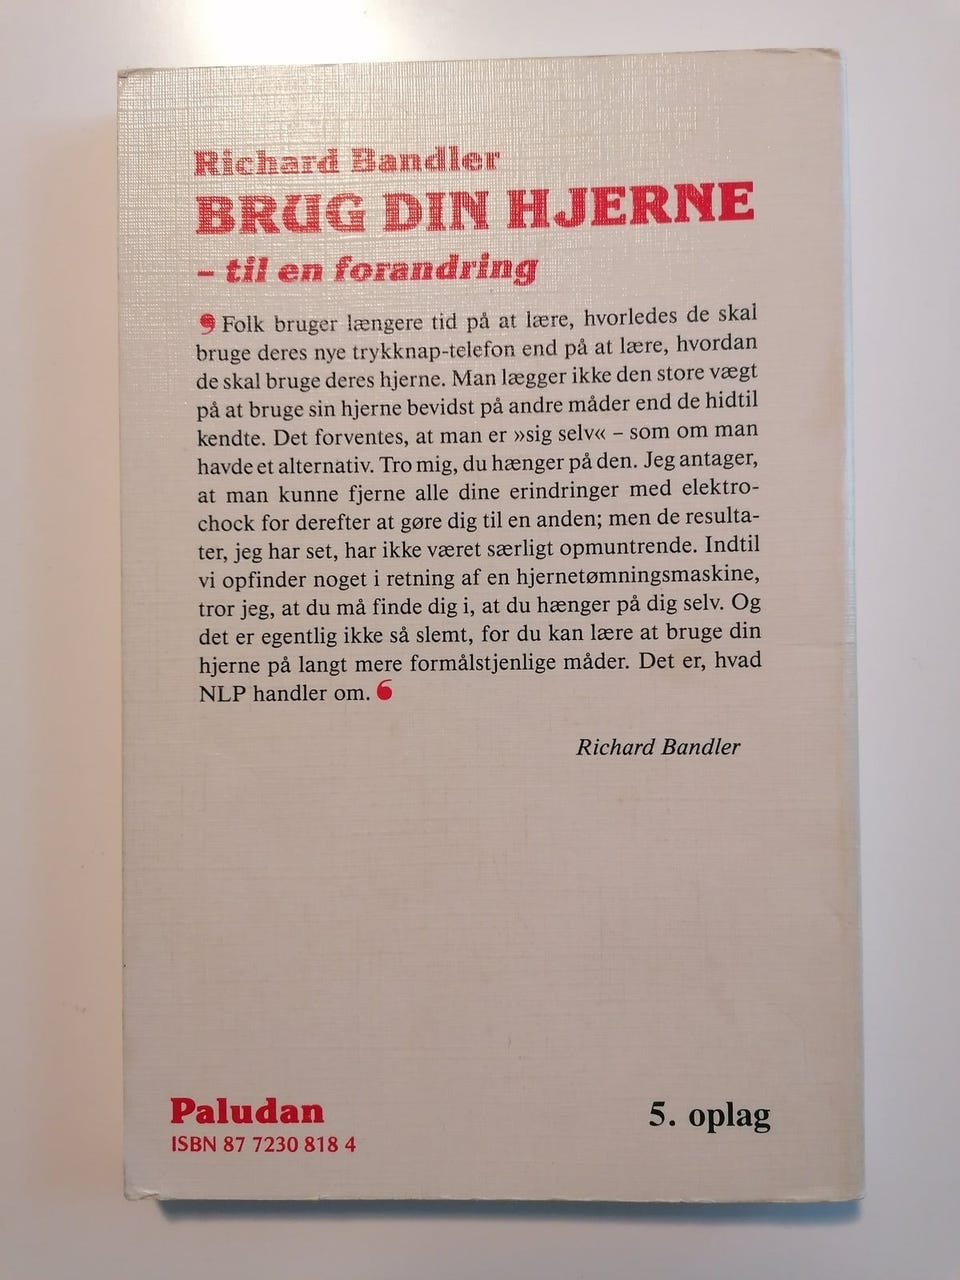 Richard Bandler
BRUG DIN HJERNE
– til en forandring
❜ Folk bruger længere tid på at lære, hvorledes de skal
bruge deres nye trykknap-telefon end på at lære, hvordan
de skal bruge deres hjerne. Man lægger ikke den store vægt
på at bruge sin hjerne bevidst på andre måder end de hidtil
kendte. Det forventes, at man er »sig selv« – som om man
havde et alternativ. Tro mig, du hænger på den. Jeg antager,
at man kunne fjerne alle dine erindringer med elektro-
chock for derefter at gøre dig til en anden; men de resulta-
ter, jeg har set, har ikke været særligt opmuntrende. Indtil
vi opfinder noget i retning af en hjernetømningsmaskine,
tror jeg, at du må finde dig i, at du hænger på dig selv. Og
det er egentlig ikke så slemt, for du kan lære at bruge din
hjerne på langt mere formålstjenlige måder. Det er, hvad
NLP handler om. ❛
Richard Bandler
Paludan
ISBN 87 7230 818 4
5. oplag